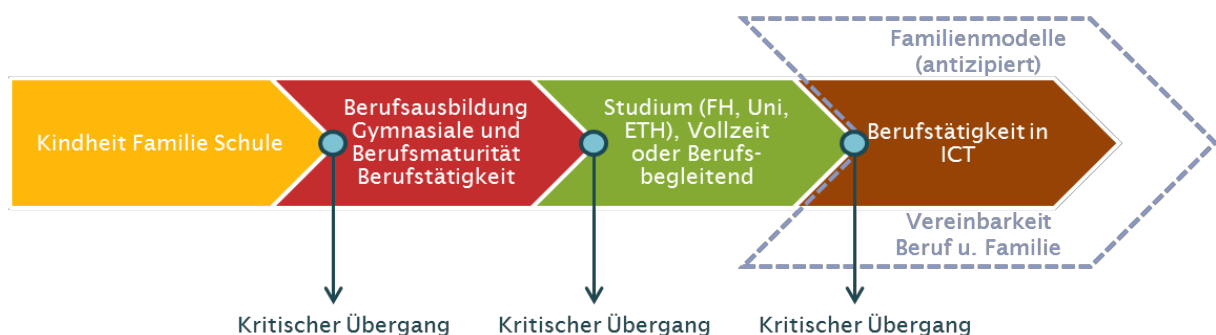 Kindheit Familie Schule
Berufsausbildung
Gymnasiale und
Berufsmaturität
Berufstätigkeit
Studium (FH, Uni,
ETH), Vollzeit
oder Berufs-
begleitend
Familienmodelle
(antizipiert)
Berufstätigkeit in
ICT
Vereinbarkeit
Beruf u. Familie
Kritischer Übergang
Kritischer Übergang
Kritischer Übergang